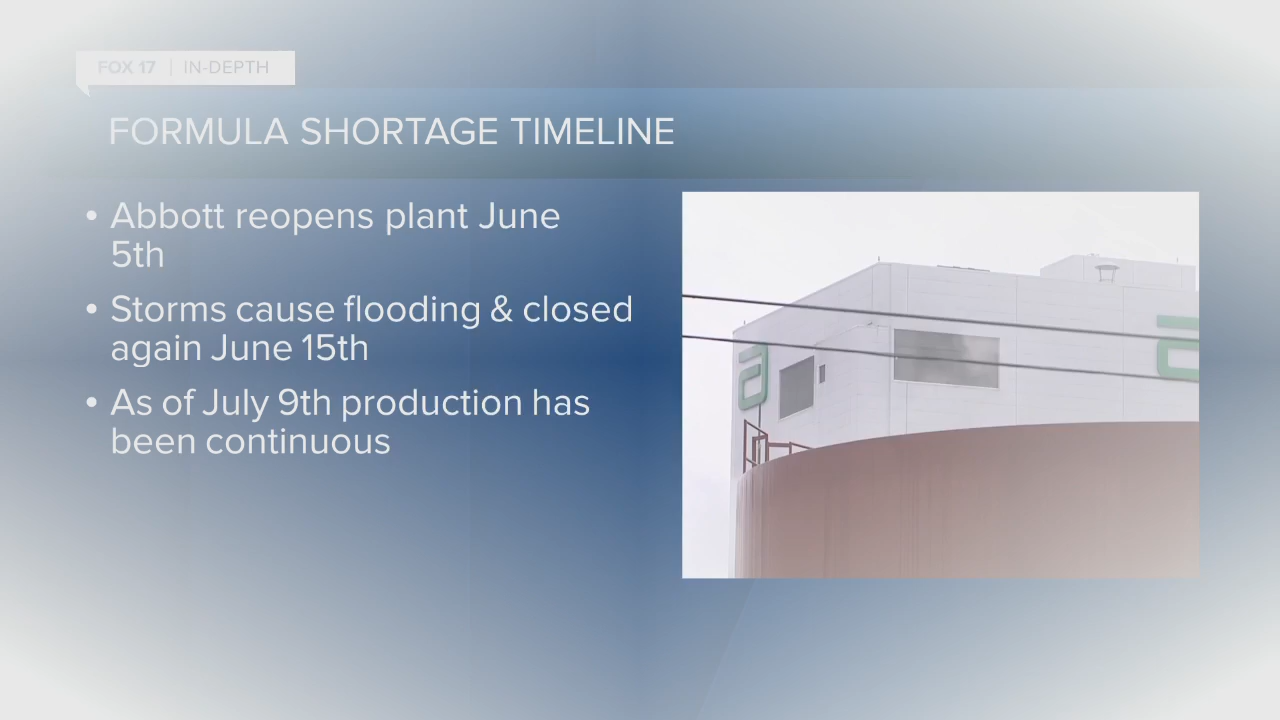 FOX 17 | IN-DEPTH
FORMULA SHORTAGE TIMELINE
• Abbott reopens plant June
5th
• Storms cause flooding & closed
again June 15th
• As of July 9th production has
been continuous